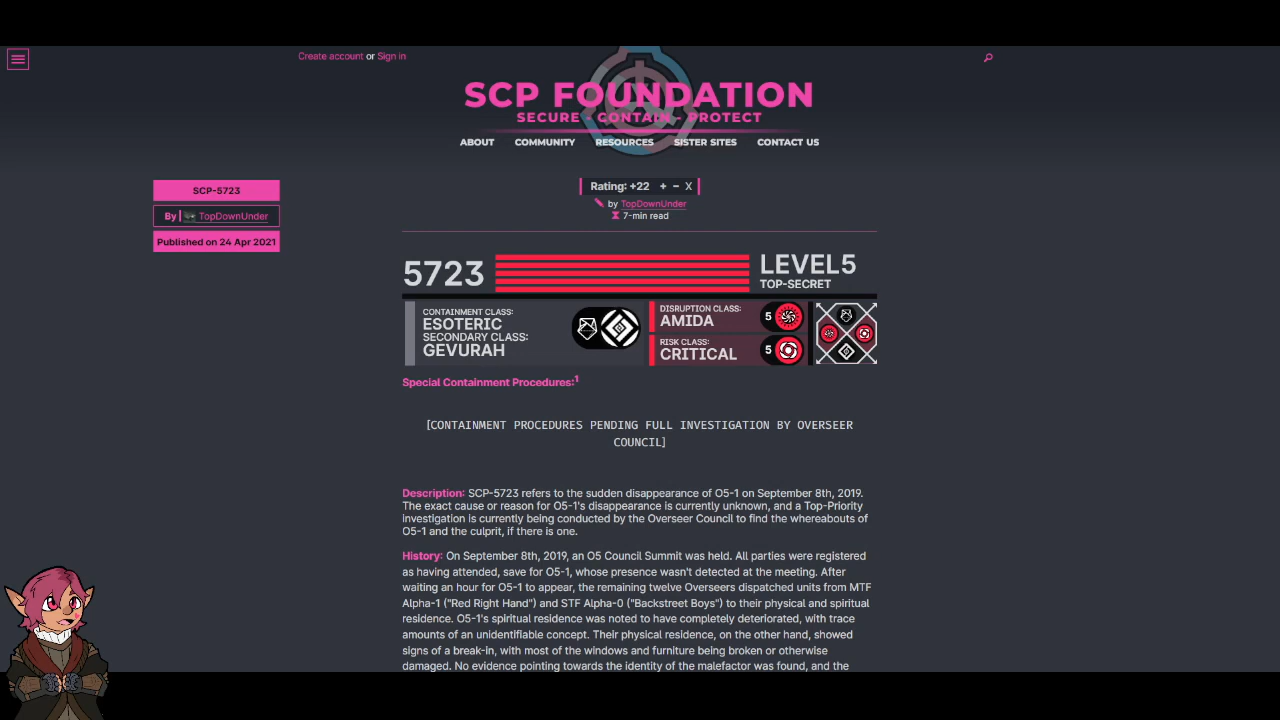 Create account or Sign in
SCP FOUNDATION
SECURE - CONTAIN - PROTECT
ABOUT COMMUNITY RESOURCES SISTER SITES CONTACT US
SCP-5723
By TopDownUnder
Published on 24 Apr 2021
Rating: +22 + − X
by TopDownUnder
7-min read
5723
LEVEL5
TOP-SECRET
CONTAINMENT CLASS:
ESOTERIC
SECONDARY CLASS:
GEVURAH
DISRUPTION CLASS:
AMIDA
5
RISK CLASS:
CRITICAL
5
Special Containment Procedures:1
[CONTAINMENT PROCEDURES PENDING FULL INVESTIGATION BY OVERSEER
COUNCIL]
Description: SCP-5723 refers to the sudden disappearance of O5-1 on September 8th, 2019.
The exact cause or reason for O5-1's disappearance is currently unknown, and a Top-Priority
investigation is currently being conducted by the Overseer Council to find the whereabouts of
O5-1 and the culprit, if there is one.
History: On September 8th, 2019, an O5 Council Summit was held. All parties were registered
as having attended, save for O5-1, whose presence wasn't detected at the meeting. After
waiting an hour for O5-1 to appear, the remaining twelve Overseers dispatched units from MTF
Alpha-1 ("Red Right Hand") and STF Alpha-0 ("Backstreet Boys") to their physical and spiritual
residence. O5-1's spiritual residence was noted to have completely deteriorated, with trace
amounts of an unidentifiable concept. Their physical residence, on the other hand, showed
signs of a break-in, with most of the windows and furniture being broken or otherwise
damaged. No evidence pointing towards the identity of the malefactor was found, and the